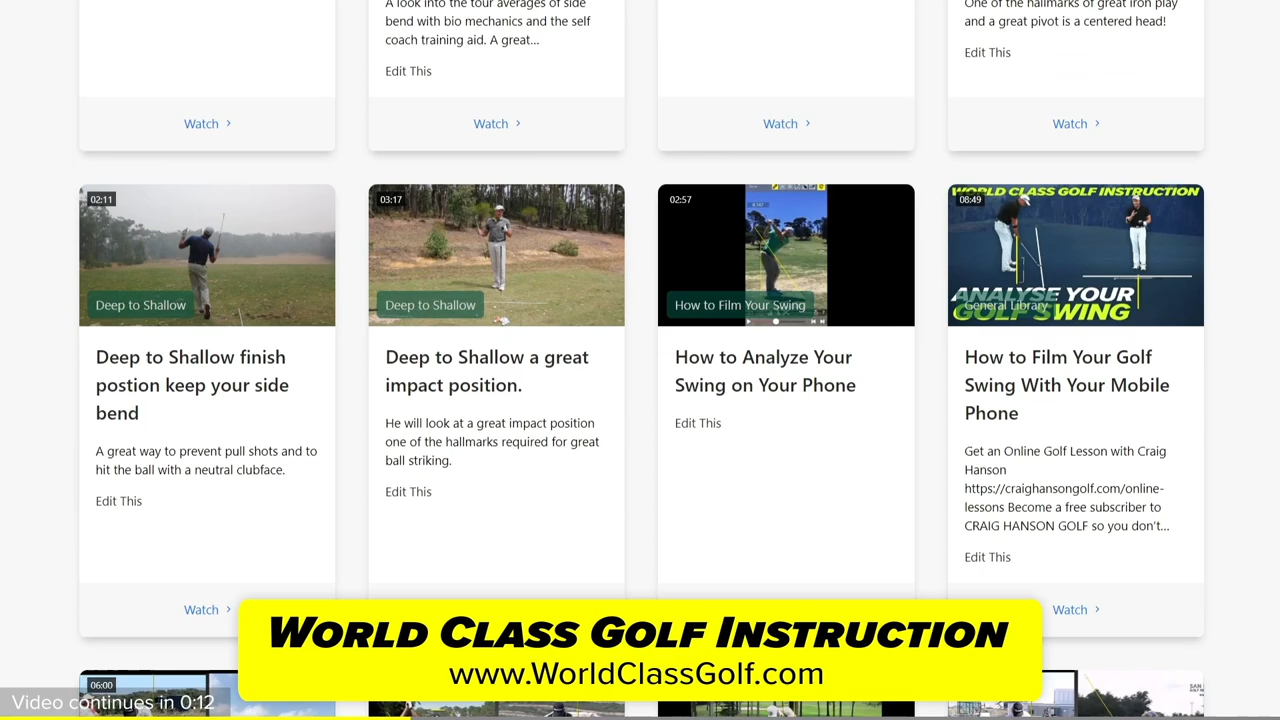 A look into the tour averages of side
bend with bio mechanics and the self
coach training aid. A great...
Edit This
One of the hallmarks of great iron play
and a great pivot is a centered head!
Edit This
Watch
Watch
Watch
Watch
02:11
Deep to Shallow
Deep to Shallow finish
postion keep your side
bend
A great way to prevent pull shots and to
hit the ball with a neutral clubface.
Edit This
Watch
03:17
Deep to Shallow
Deep to Shallow a great
impact position.
He will look at a great impact position
one of the hallmarks required for great
ball striking.
Edit This
02:57
How to Film Your Swing
How to Analyze Your
Swing on Your Phone
Edit This
WORLD CLASS GOLF INSTRUCTION
08:49
ANALYSE YOUR
General Library
GOLF SWING
How to Film Your Golf
Swing With Your Mobile
Phone
Get an Online Golf Lesson with Craig
Hanson
https://craighansongolf.com/online-
lessons Become a free subscriber to
CRAIG HANSON GOLF so you don't...
Edit This
Watch
World Class Golf Instruction
www.WorldClassGolf.com
06:00
Video continues in 0:12